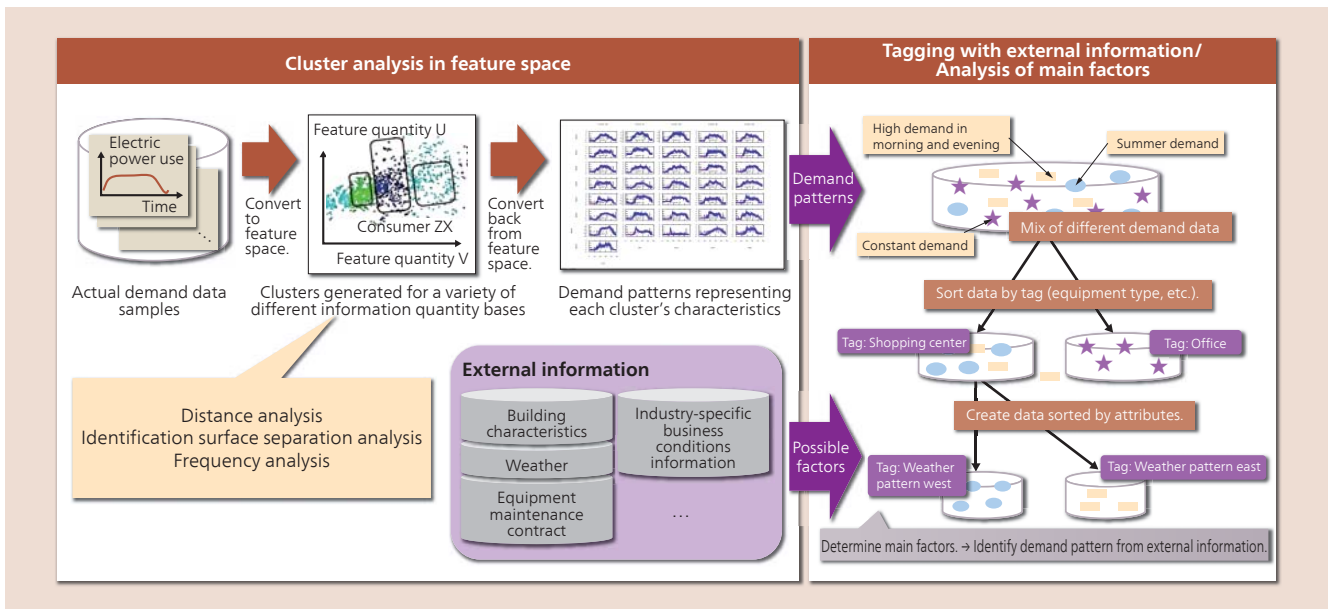 Cluster analysis in feature space
Electric
power use
Time
Actual demand data
samples
Convert
to
feature
space.
Feature quantity U
Consumer ZX
Feature quantity V
Clusters generated for a variety of
different information quantity bases
Convert
back
from
feature
space.
Demand patterns representing
each cluster's characteristics
Distance analysis
Identification surface separation analysis
Frequency analysis
External information
Building
characteristics
Weather
Equipment
maintenance
contract
Industry-specific
business
conditions
information
…
Demand
patterns
Possible
factors
Tagging with external information/
Analysis of main factors
High demand in
morning and evening
Summer demand
Constant demand
Mix of different demand data
Sort data by tag (equipment type, etc.).
Tag: Shopping center
Tag: Office
Create data sorted by attributes.
Tag: Weather
pattern west
Tag: Weather pattern east
Determine main factors. → Identify demand pattern from external information.